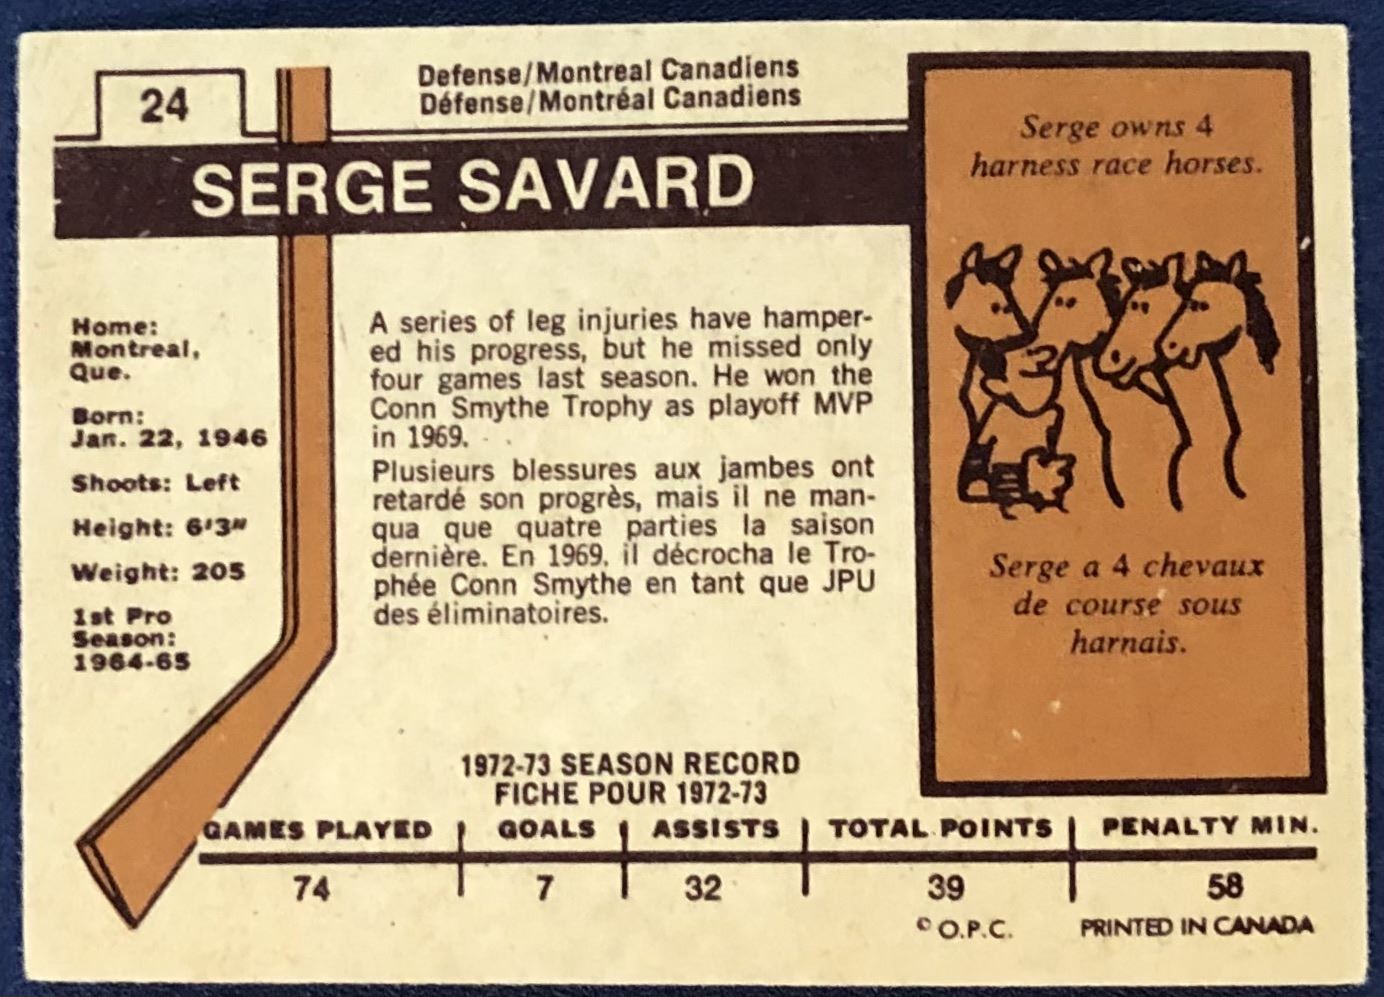 24
Defense/Montreal Canadiens
Défense/Montréal Canadiens
SERGE SAVARD
Home:
Montreal,
Que.
Born:
Jan. 22, 1946
Shoots: Left
Height: 6'3"
Weight: 205
1st Pro
Season:
1964-65
A series of leg injuries have hamper-
ed his progress, but he missed only
four games last season. He won the
Conn Smythe Trophy as playoff MVP
in 1969.
Plusieurs blessures aux jambes ont
retardé son progrès, mais il ne man-
qua que quatre parties la saison
dernière. En 1969, il décrocha le Tro-
phée Conn Smythe en tant que JPU
des éliminatoires.
Serge owns 4
harness race horses.
Serge a 4 chevaux
de course sous
harnais.
1972-73 SEASON RECORD
FICHE POUR 1972-73
GAMES PLAYED GOALS ASSISTS TOTAL POINTS PENALTY MIN.
74 7 32 39 58
© O.P.C. PRINTED IN CANADA